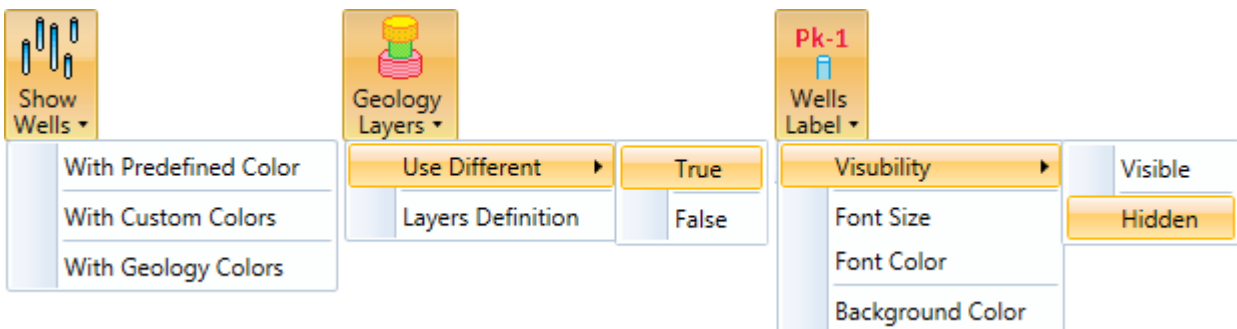 Show
Wells
With Predefined Color
With Custom Colors
With Geology Colors
Geology
Layers
Use Different
True
Layers Definition
False
Pk-1
Wells
Label
Visubility
Visible
Font Size
Hidden
Font Color
Background Color